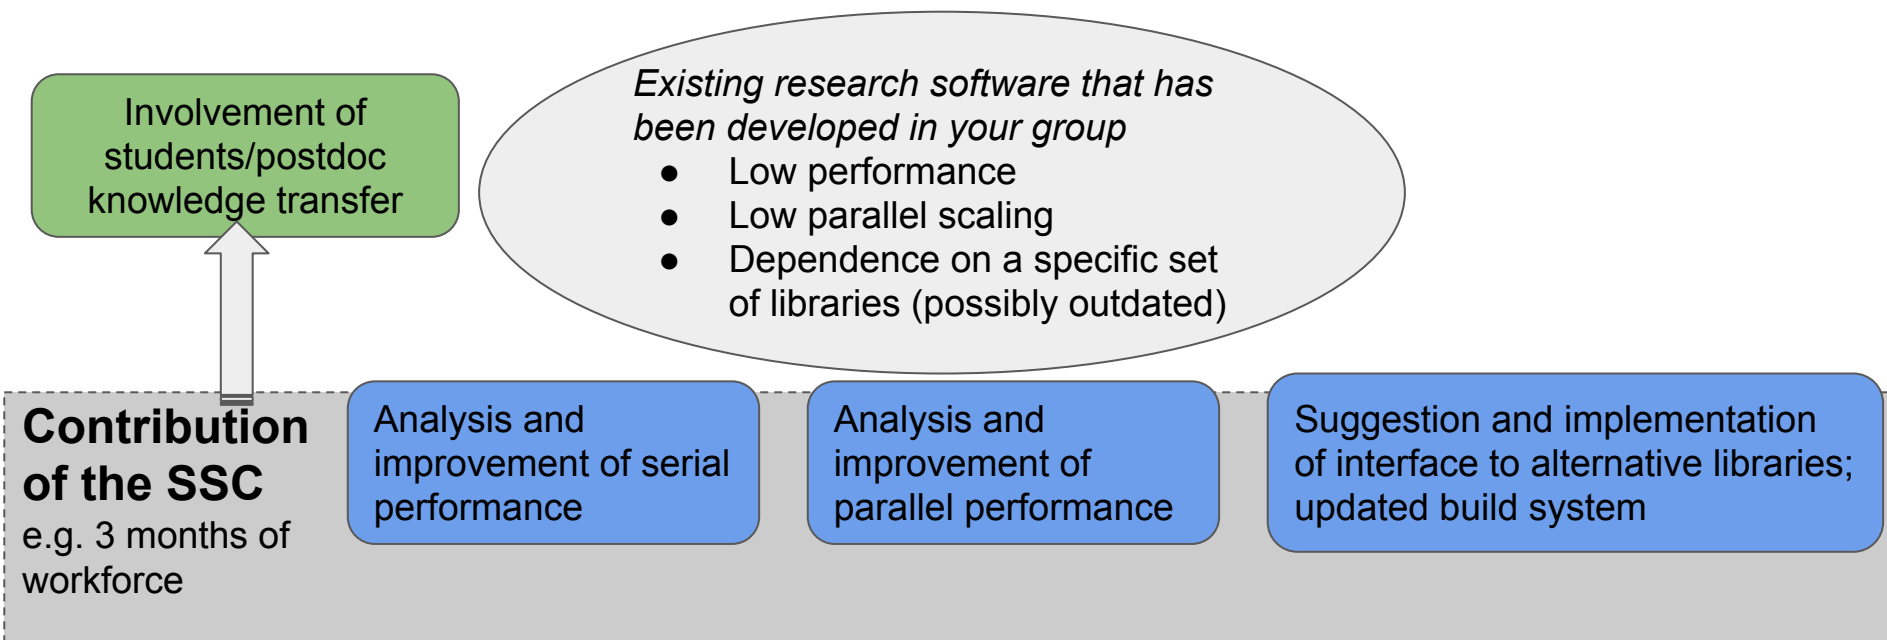 Involvement of
students/postdoc
knowledge transfer
Existing research software that has
been developed in your group
● Low performance
● Low parallel scaling
● Dependence on a specific set
of libraries (possibly outdated)
Contribution
of the SSC
e.g. 3 months of
workforce
Analysis and
improvement of serial
performance
Analysis and
improvement of
parallel performance
Suggestion and implementation
of interface to alternative libraries;
updated build system